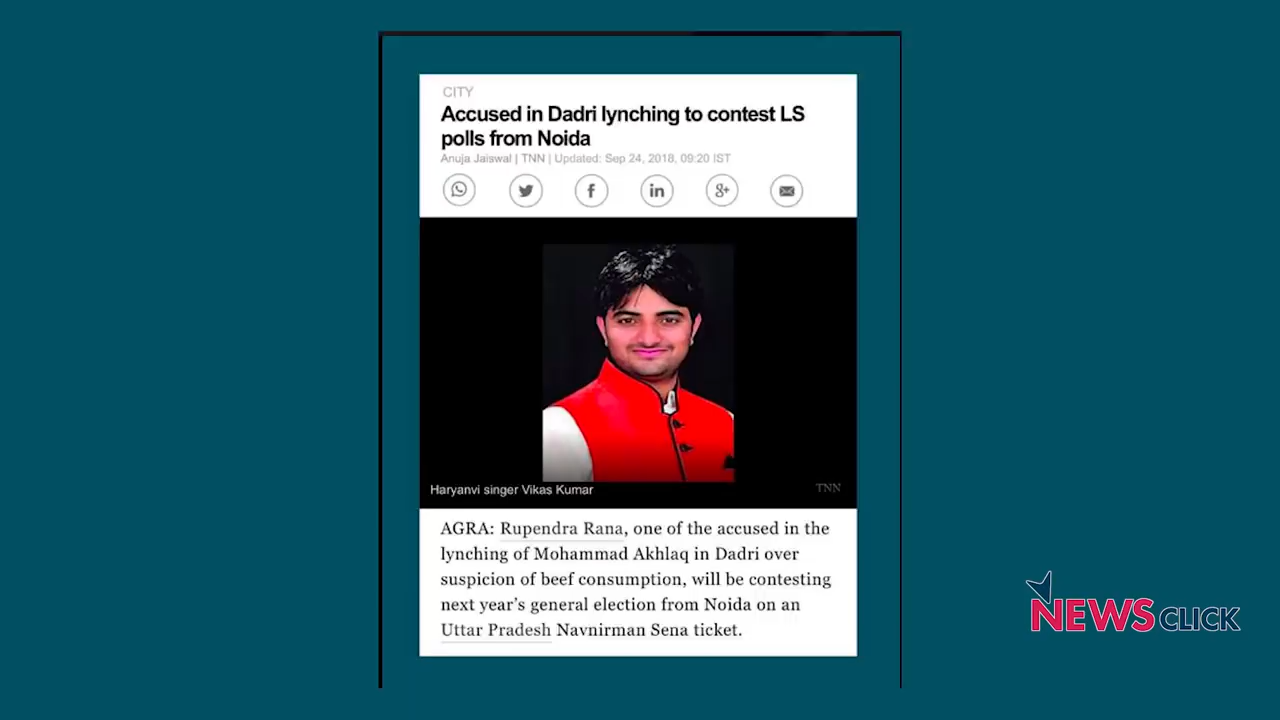 CITY
Accused in Dadri lynching to contest LS
polls from Noida
Anuja Jaiswal | TNN | Updated: Sep 24, 2018, 09:20 IST
Haryanvi singer Vikas Kumar
TNN
AGRA: Rupendra Rana, one of the accused in the
lynching of Mohammad Akhlaq in Dadri over
suspicion of beef consumption, will be contesting
next year's general election from Noida on an
Uttar Pradesh Navnirman Sena ticket.
NEWSCLICK